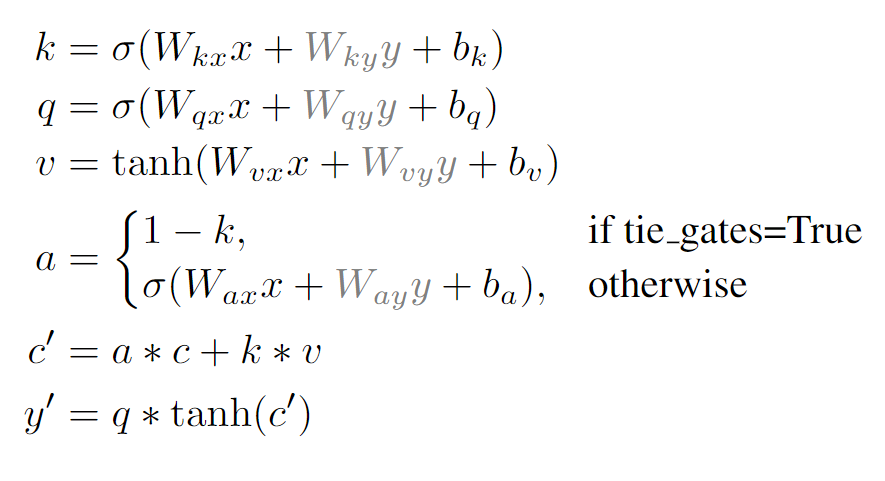 k = σ(W_{kx}x + W_{ky}y + b_k)
q = σ(W_{qx}x + W_{qy}y + b_q)
v = tanh(W_{vx}x + W_{vy}y + b_v)
a = { 1 − k, if tie_gates=True
σ(W_{ax}x + W_{ay}y + b_a), otherwise
c′ = a ∗ c + k ∗ v
y′ = q ∗ tanh(c′)